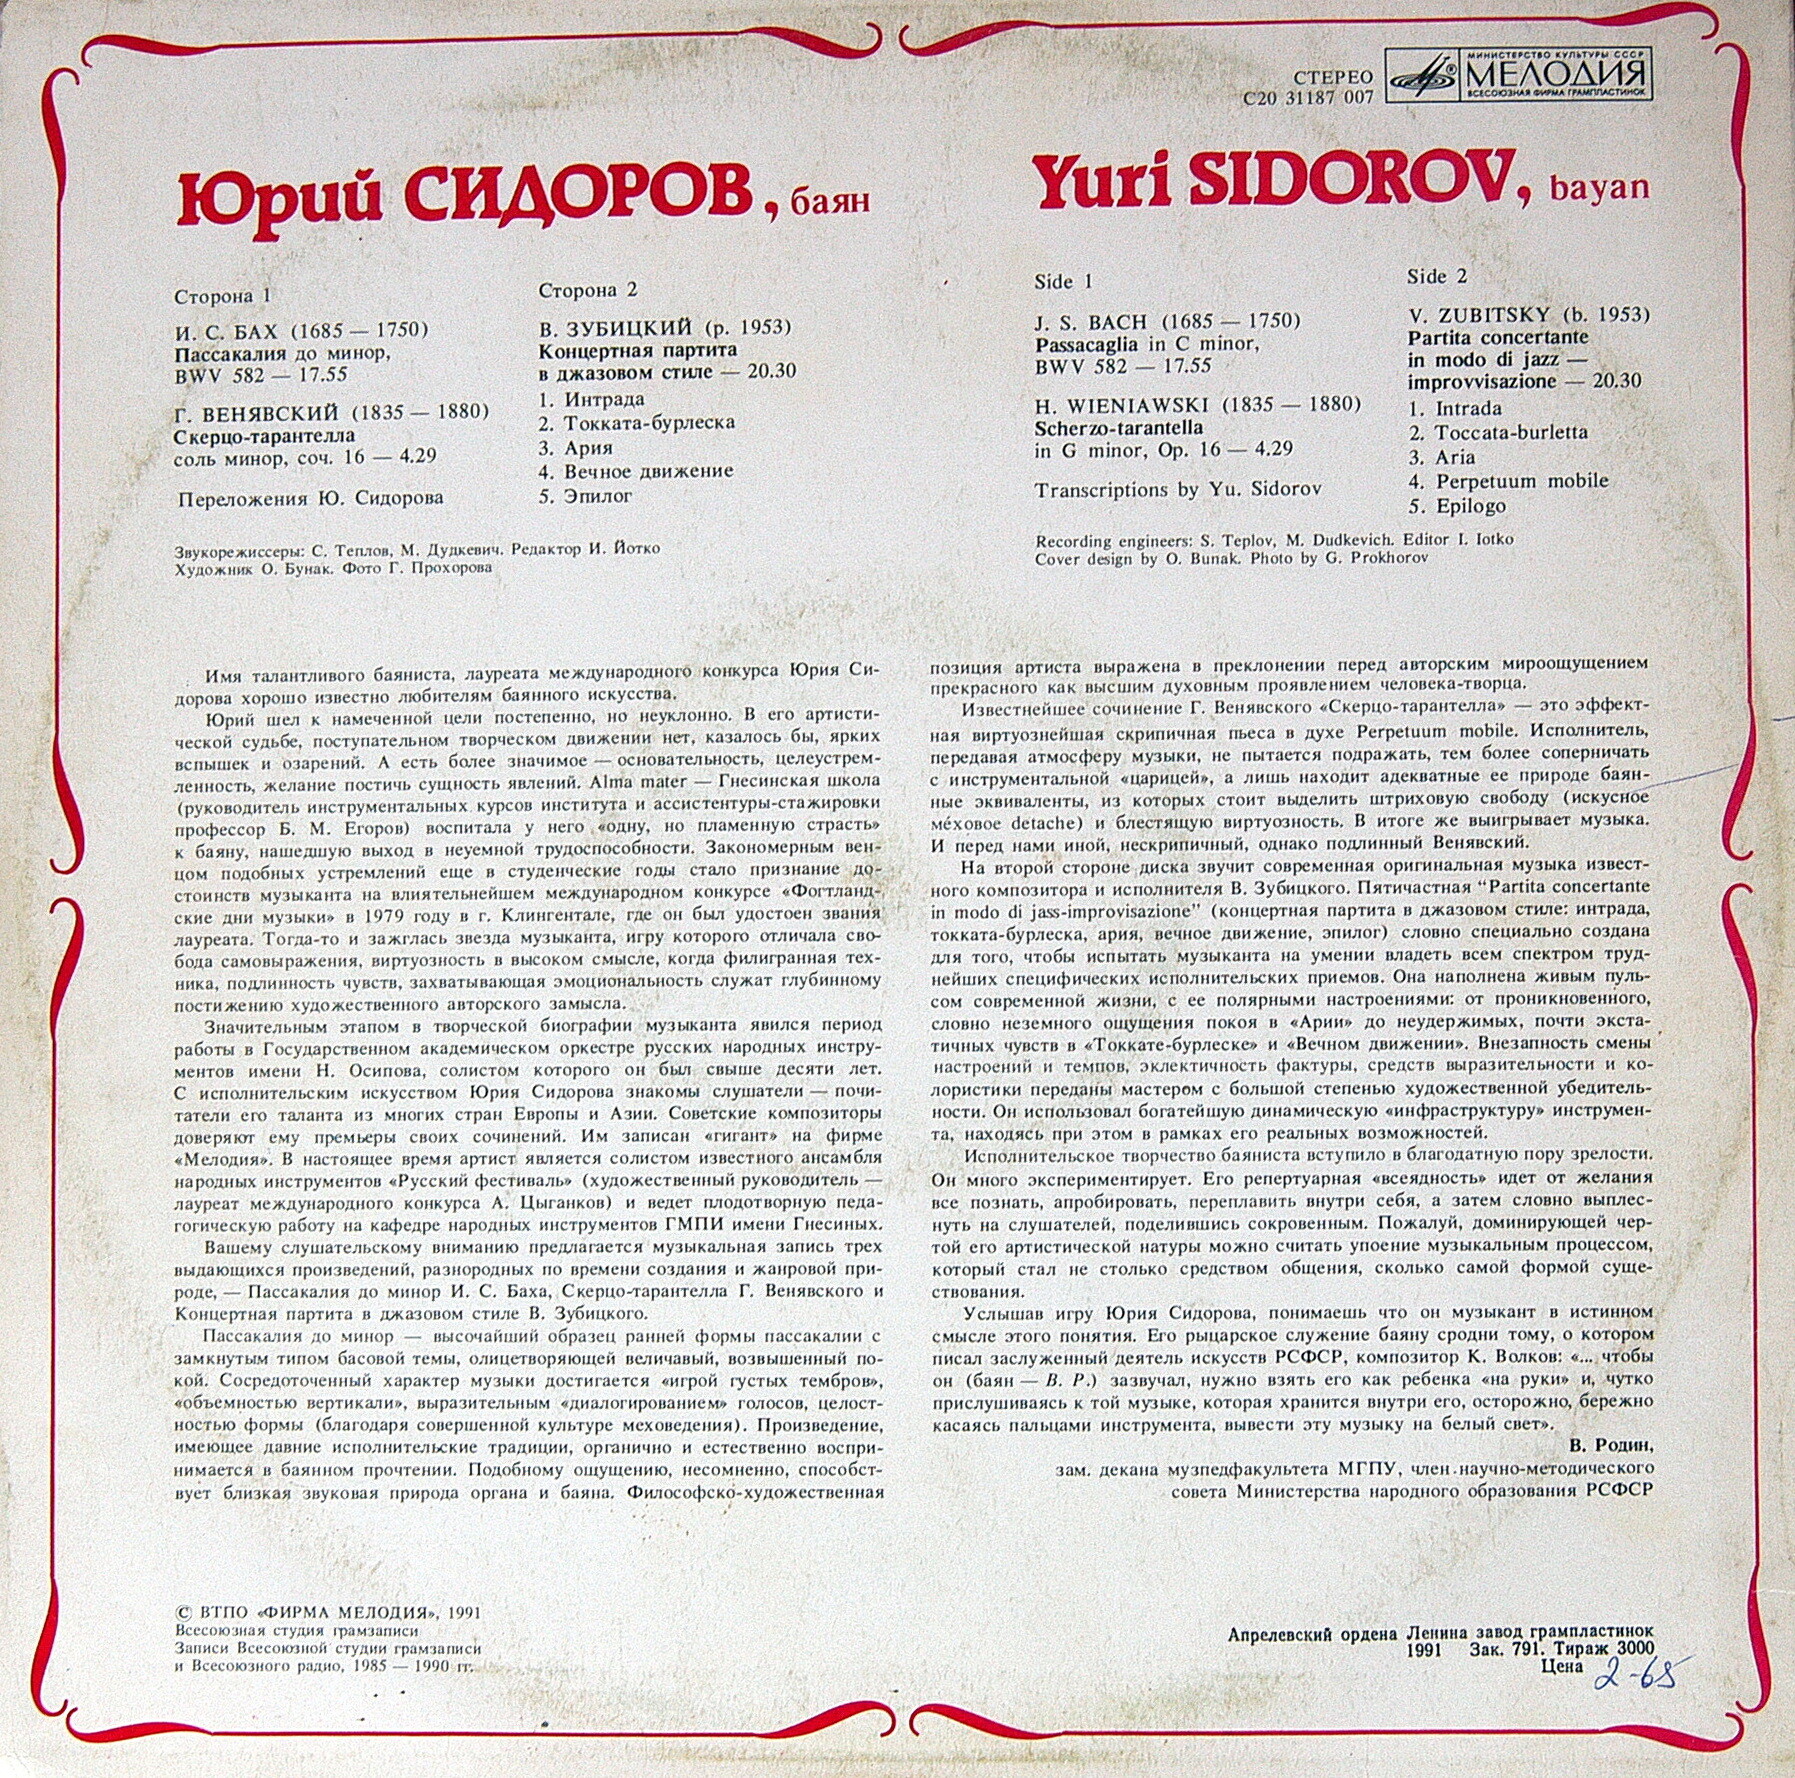 СТЕРЕО
С20 31187 007
МИНИСТЕРСТВО КУЛЬТУРЫ СССР
МЕЛОДИЯ
ВСЕСОЮЗНАЯ ФИРМА ГРАМПЛАСТИНОК
Юрий СИДОРОВ, баян
Сторона 1
И. С. БАХ (1685 — 1750)
Пассакалия до минор,
BWV 582 — 17.55
Г. ВЕНЯВСКИЙ (1835 — 1880)
Скерцо-тарантелла
соль минор, соч. 16 — 4.29
Переложения Ю. Сидорова
Сторона 2
В. ЗУБИЦКИЙ (р. 1953)
Концертная партита
в джазовом стиле — 20.30
1. Интрада
2. Токката-бурлеска
3. Ария
4. Вечное движение
5. Эпилог
Звукорежиссеры: С. Теплов, М. Дудкевич. Редактор И. Йотко
Художник О. Бунак. Фото Г. Прохорова
Yuri SIDOROV, bayan
Side 1
J. S. BACH (1685 — 1750)
Passacaglia in C minor,
BWV 582 — 17.55
H. WIENIAWSKI (1835 — 1880)
Scherzo-tarantella
in G minor, Op. 16 — 4.29
Transcriptions by Yu. Sidorov
Side 2
V. ZUBITSKY (b. 1953)
Partita concertante
in modo di jazz —
improvvisazione — 20.30
1. Intrada
2. Toccata-burletta
3. Aria
4. Perpetuum mobile
5. Epilogo
Recording engineers: S. Teplov, M. Dudkevich. Editor I. Iotko
Cover design by O. Bunak. Photo by G. Prokhorov
Имя талантливого баяниста, лауреата международного конкурса Юрия Си-
дорова хорошо известно любителям баянного искусства.
Юрий шел к намеченной цели постепенно, но неуклонно. В его артисти-
ческой судьбе, поступательном творческом движении нет, казалось бы, ярких
вспышек и озарений. А есть более значимое — основательность, целеустрем-
ленность, желание постичь сущность явлений. Alma mater — Гнесинская школа
(руководитель инструментальных курсов института и ассистентуры-стажировки
профессор Б. М. Егоров) воспитала у него «одну, но пламенную страсть»
к баяну, нашедшую выход в неуемной трудоспособности. Закономерным вен-
цом подобных устремлений еще в студенческие годы стало признание до-
стоинств музыканта на влиятельнейшем международном конкурсе «Фогтланд-
ские дни музыки» в 1979 году в г. Клингентале, где он был удостоен звания
лауреата. Тогда-то и зажглась звезда музыканта, игру которого отличала сво-
бода самовыражения, виртуозность в высоком смысле, когда филигранная тех-
ника, подлинность чувств, захватывающая эмоциональность служат глубинному
постижению художественного авторского замысла.
Значительным этапом в творческой биографии музыканта явился период
работы в Государственном академическом оркестре русских народных инстру-
ментов имени Н. Осипова, солистом которого он был свыше десяти лет.
С исполнительским искусством Юрия Сидорова знакомы слушатели — почи-
татели его таланта из многих стран Европы и Азии. Советские композиторы
доверяют ему премьеры своих сочинений. Им записан «гигант» на фирме
«Мелодия». В настоящее время артист является солистом известного ансамбля
народных инструментов «Русский фестиваль» (художественный руководитель —
лауреат международного конкурса А. Цыганков) и ведет плодотворную педа-
гогическую работу на кафедре народных инструментов ГМПИ имени Гнесиных.
Вашему слушательскому вниманию предлагается музыкальная запись трех
выдающихся произведений, разнородных по времени создания и жанровой при-
роде, — Пассакалия до минор И. С. Баха, Скерцо-тарантелла Г. Венявского и
Концертная партита в джазовом стиле В. Зубицкого.
Пассакалия до минор — высочайший образец ранней формы пассакалии с
замкнутым типом басовой темы, олицетворяющей величавый, возвышенный по-
кой. Сосредоточенный характер музыки достигается «игрой густых тембров»,
«объемностью вертикали», выразительным «диалогированием» голосов, целост-
ностью формы (благодаря совершенной культуре меховедения). Произведение,
имеющее давние исполнительские традиции, органично и естественно воспри-
нимается в баянном прочтении. Подобному ощущению, несомненно, способст-
вует близкая звуковая природа органа и баяна. Философско-художественная
позиция артиста выражена в преклонении перед авторским мироощущением
прекрасного как высшим духовным проявлением человека-творца.
Известнейшее сочинение Г. Венявского «Скерцо-тарантелла» — это эффект-
ная виртуознейшая скрипичная пьеса в духе Perpetuum mobile. Исполнитель,
передавая атмосферу музыки, не пытается подражать, тем более соперничать
с инструментальной «царицей», а лишь находит адекватные ее природе баян-
ные эквиваленты, из которых стоит выделить штриховую свободу (искусное
мéховое detache) и блестящую виртуозность. В итоге же выигрывает музыка.
И перед нами иной, нескрипичный, однако подлинный Венявский.
На второй стороне диска звучит современная оригинальная музыка извест-
ного композитора и исполнителя В. Зубицкого. Пятичастная “Partita concertante
in modo di jass-improvisazione” (концертная партита в джазовом стиле: интрада,
токката-бурлеска, ария, вечное движение, эпилог) словно специально создана
для того, чтобы испытать музыканта на умении владеть всем спектром труд-
нейших специфических исполнительских приемов. Она наполнена живым пуль-
сом современной жизни, с ее полярными настроениями: от проникновенного,
словно неземного ощущения покоя в «Арии» до неудержимых, почти экста-
тичных чувств в «Токкате-бурлеске» и «Вечном движении». Внезапность смены
настроений и темпов, эклектичность фактуры, средств выразительности и ко-
лористики переданы мастером с большой степенью художественной убедитель-
ности. Он использовал богатейшую динамическую «инфраструктуру» инструмен-
та, находясь при этом в рамках его реальных возможностей.
Исполнительское творчество баяниста вступило в благодатную пору зрелости.
Он много экспериментирует. Его репертуарная «всеядность» идет от желания
все познать, апробировать, переплавить внутри себя, а затем словно выплес-
нуть на слушателей, поделившись сокровенным. Пожалуй, доминирующей чер-
той его артистической натуры можно считать упоение музыкальным процессом,
который стал не столько средством общения, сколько самой формой суще-
ствования.
Услышав игру Юрия Сидорова, понимаешь что он музыкант в истинном
смысле этого понятия. Его рыцарское служение баяну сродни тому, о котором
писал заслуженный деятель искусств РСФСР, композитор К. Волков: «... чтобы
он (баян — В. Р.) зазвучал, нужно взять его как ребенка «на руки» и, чутко
прислушиваясь к той музыке, которая хранится внутри его, осторожно, бережно
касаясь пальцами инструмента, вывести эту музыку на белый свет».
В. Родин,
зам. декана музпедфакультета МГПУ, член научно-методического
совета Министерства народного образования РСФСР
© ВТПО «ФИРМА МЕЛОДИЯ», 1991
Всесоюзная студия грамзаписи
Записи Всесоюзной студии грамзаписи
и Всесоюзного радио, 1985 — 1990 гг.
Апрелевский ордена Ленина завод грампластинок
1991 Зак. 791. Тираж 3000
Цена 2-65